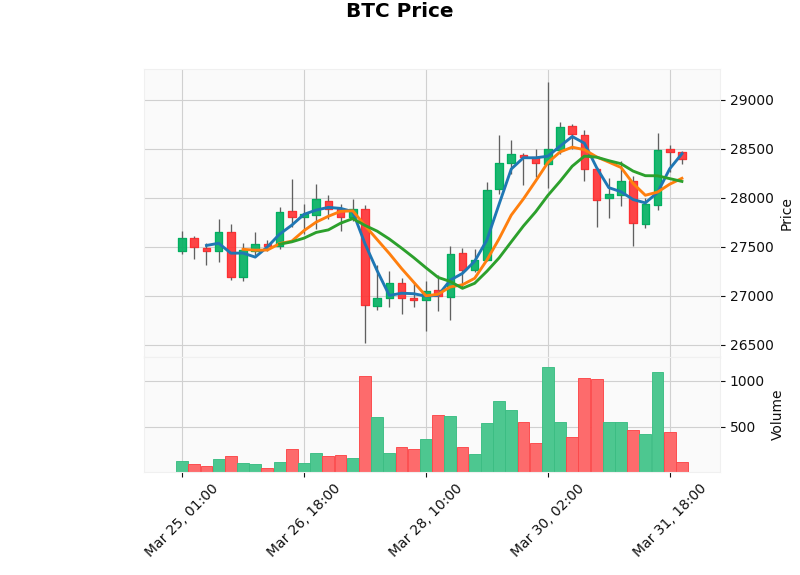 BTC Price
29000
28500
28000
27500
27000
26500
Price
1000
500
Volume
Mar 25, 01:00
Mar 26, 18:00
Mar 28, 10:00
Mar 30, 02:00
Mar 31, 18:00